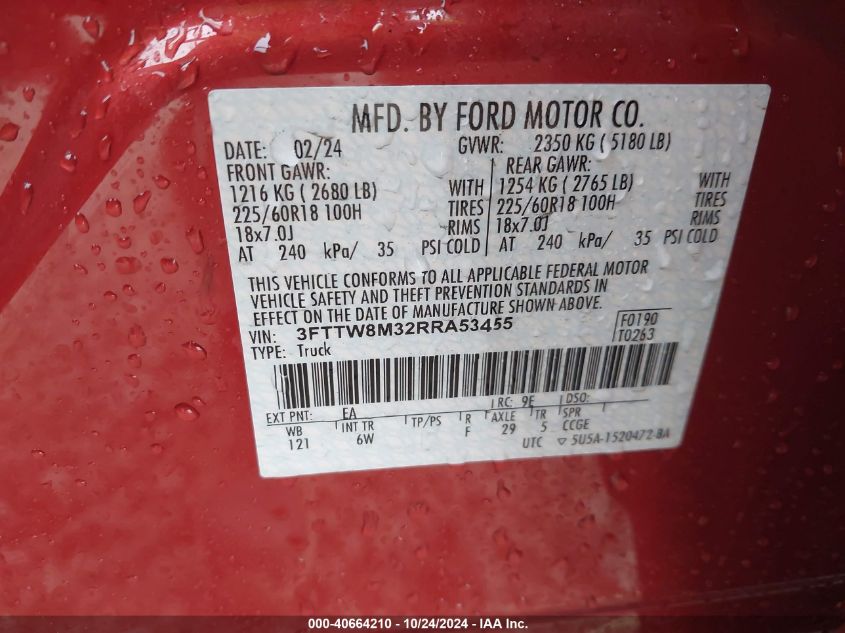 MFD. BY FORD MOTOR CO.
DATE: 02/24 GVWR: 2350 KG ( 5180 LB)
FRONT GAWR: REAR GAWR:
1216 KG ( 2680 LB) WITH 1254 KG ( 2765 LB) WITH
225/60R18 100H TIRES 225/60R18 100H TIRES
18x7.0J RIMS 18x7.0J RIMS
AT 240 kPa/ 35 PSI COLD AT 240 kPa/ 35 PSI COLD
THIS VEHICLE CONFORMS TO ALL APPLICABLE FEDERAL MOTOR
VEHICLE SAFETY AND THEFT PREVENTION STANDARDS IN
EFFECT ON THE DATE OF MANUFACTURE SHOWN ABOVE.
VIN: 3FTTW8M32RRA53455 F0190
TYPE: Truck T0263
EXT PNT: EA RC: 9E DSO:
WB INT TR TP/PS R AXLE TR SPR
121 6W F 29 5 CCGE
UTC ▽ 5U5A-1520472-BA
000-40664210 - 10/24/2024 - IAA Inc.